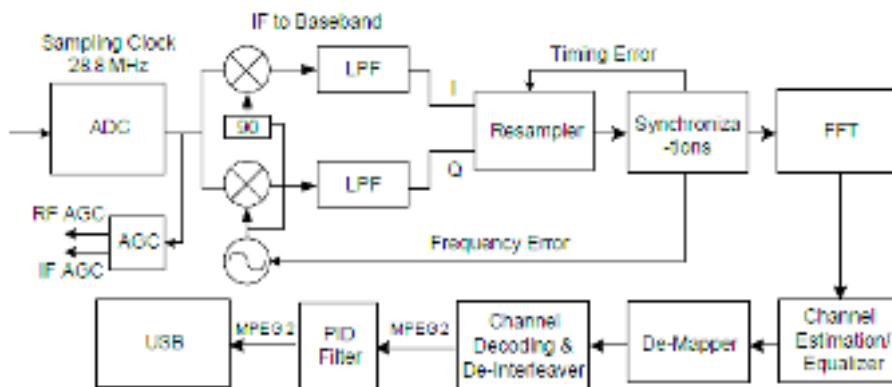 IF to Baseband
Sampling Clock
28.8 MHz
ADC
LPF
I
Timing Error
Resampler
Synchroniza
-tions
FFT
90
LPF
Q
RF AGC
AGC
IF AGC
Frequency Error
USB
MPEG2
PID
Filter
MPEG2
Channel
Decoding &
De-Interleaver
De-Mapper
Channel
Estimation/
Equalizer